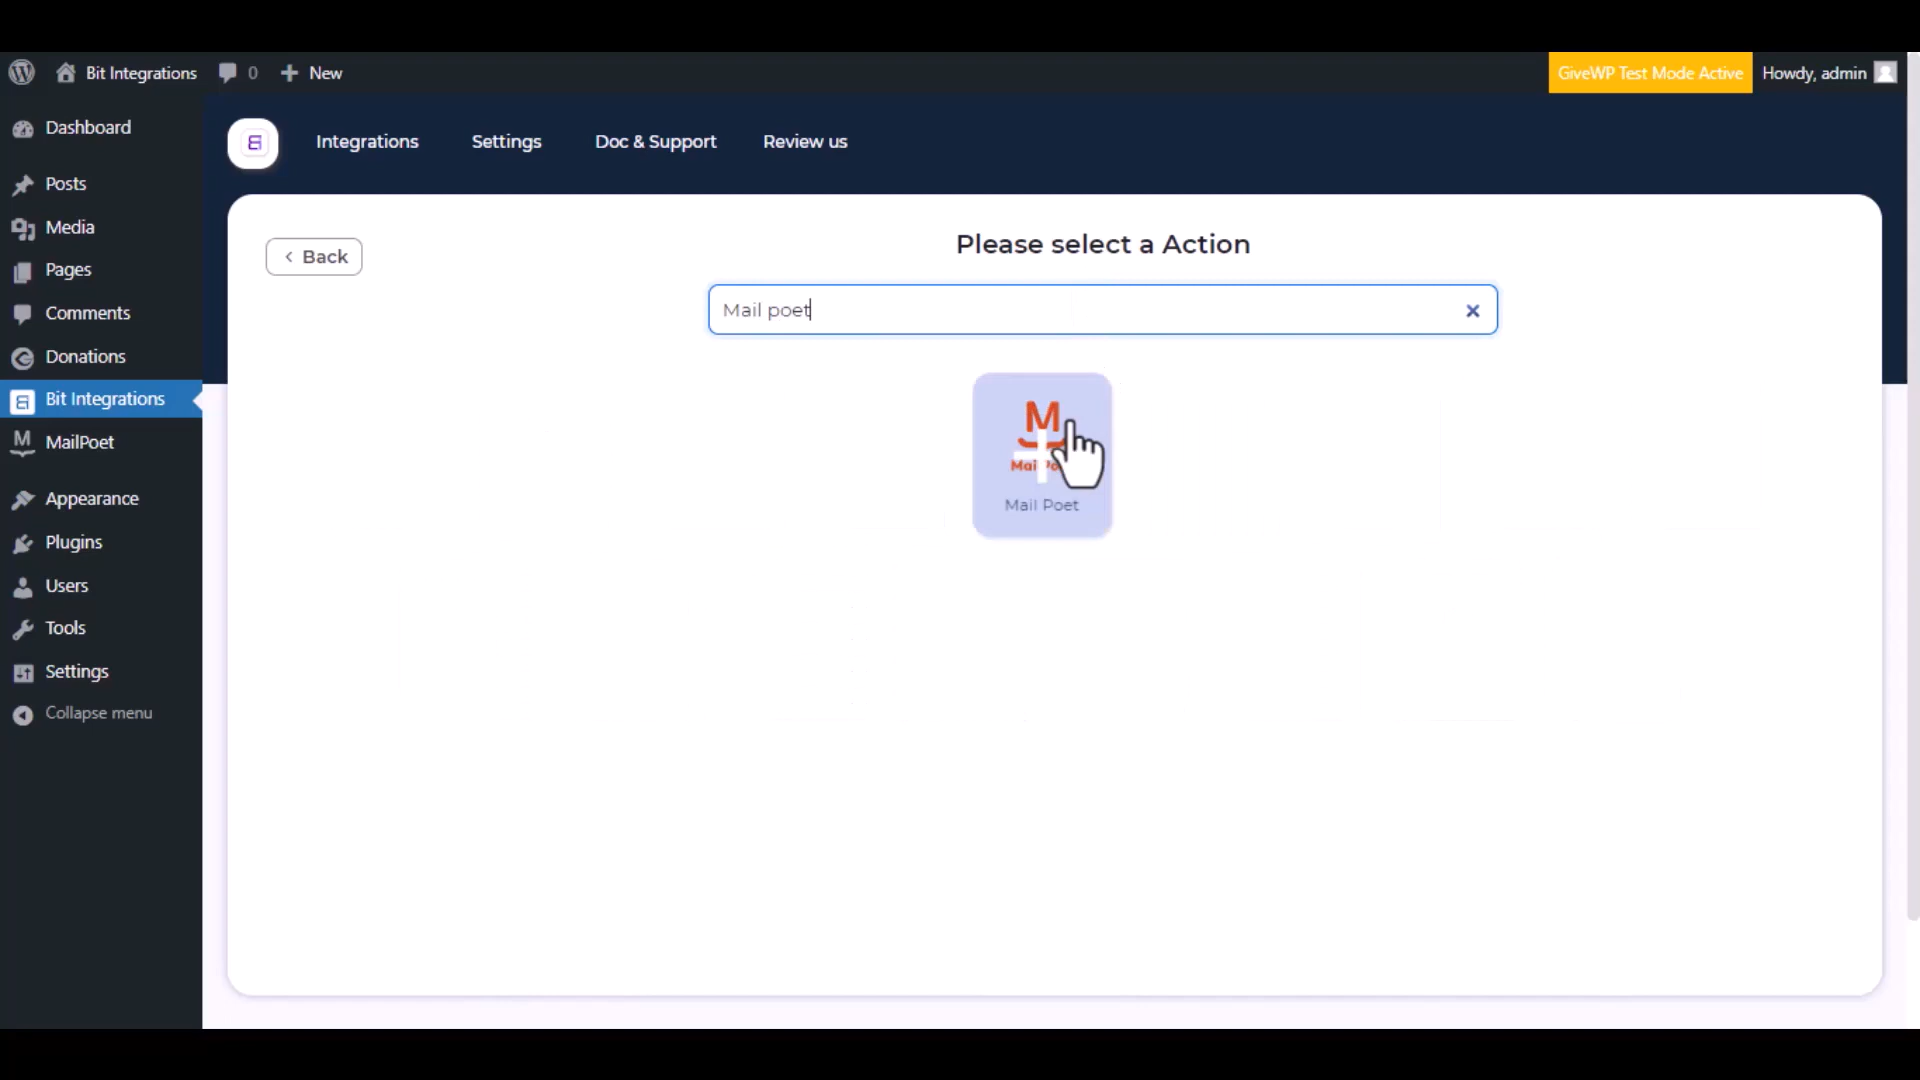 Bit Integrations 0 New GiveWP Test Mode Active Howdy, admin
Integrations Settings Doc & Support Review us
Dashboard
Posts
Media
Pages
Comments
Donations
Bit Integrations
MailPoet
Appearance
Plugins
Users
Tools
Settings
Collapse menu
Back
Please select a Action
Mail poet
M
Mail Poet